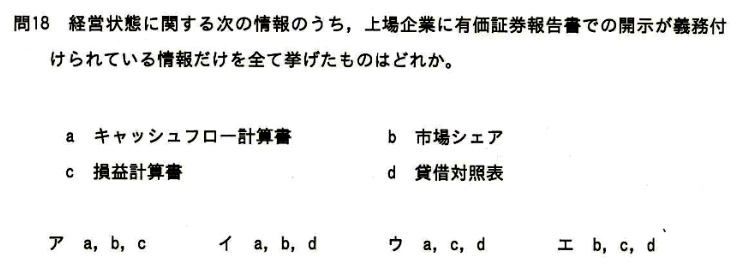 問18　経営状態に関する次の情報のうち，上場企業に有価証券報告書での開示が義務付
けられている情報だけを全て挙げたものはどれか。
a　キャッシュフロー計算書　b　市場シェア
c　損益計算書　d　貸借対照表
ア　a，b，c　イ　a，b，d　ウ　a，c，d　エ　b，c，d